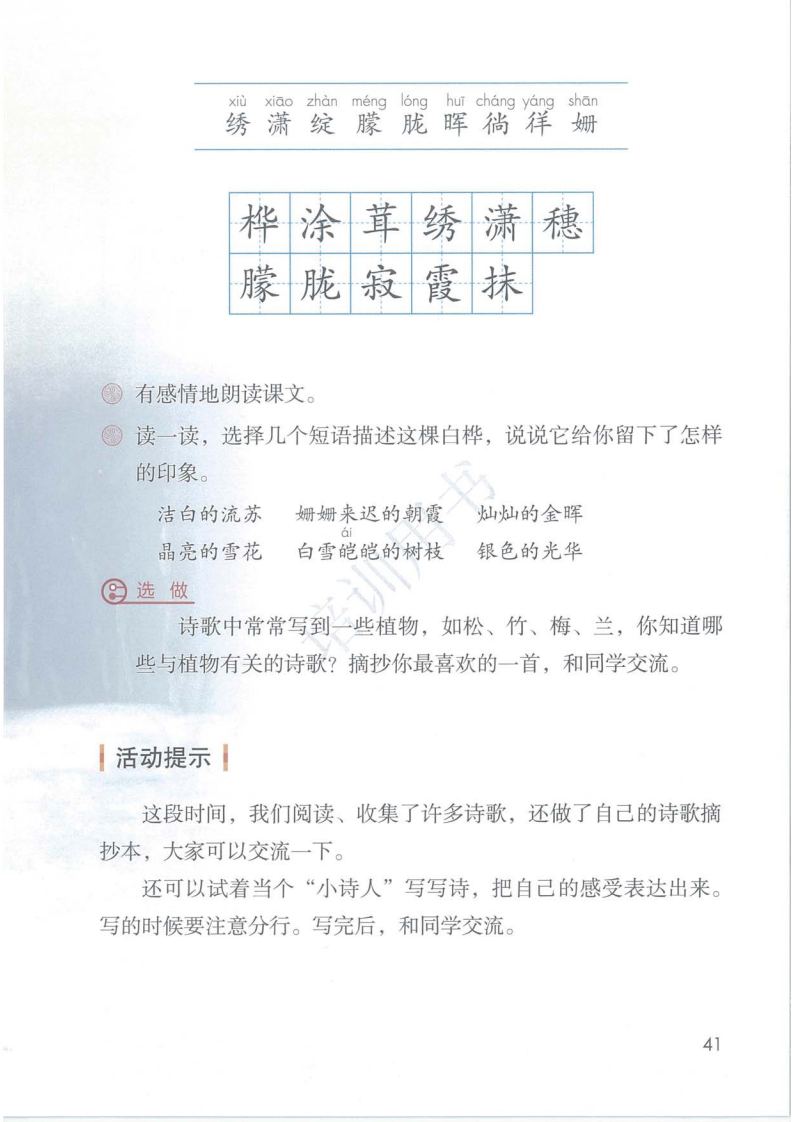 xiù xiāo zhàn méng lóng huī cháng yáng shān
绣 潇 绽 朦 胧 晖 徜 徉 姗
桦 涂 茸 绣 潇 穗
朦 胧 寂 霞 抹
有感情地朗读课文。
读一读，选择几个短语描述这棵白桦，说说它给你留下了怎样
的印象。
洁白的流苏 姗姗来迟的朝霞 灿灿的金晖
ái
晶亮的雪花 白雪皑皑的树枝 银色的光华
选做
诗歌中常常写到一些植物，如松、竹、梅、兰，你知道哪
些与植物有关的诗歌？摘抄你最喜欢的一首，和同学交流。
培训用书
活动提示
这段时间，我们阅读、收集了许多诗歌，还做了自己的诗歌摘
抄本，大家可以交流一下。
还可以试着当个“小诗人”写写诗，把自己的感受表达出来。
写的时候要注意分行。写完后，和同学交流。
41